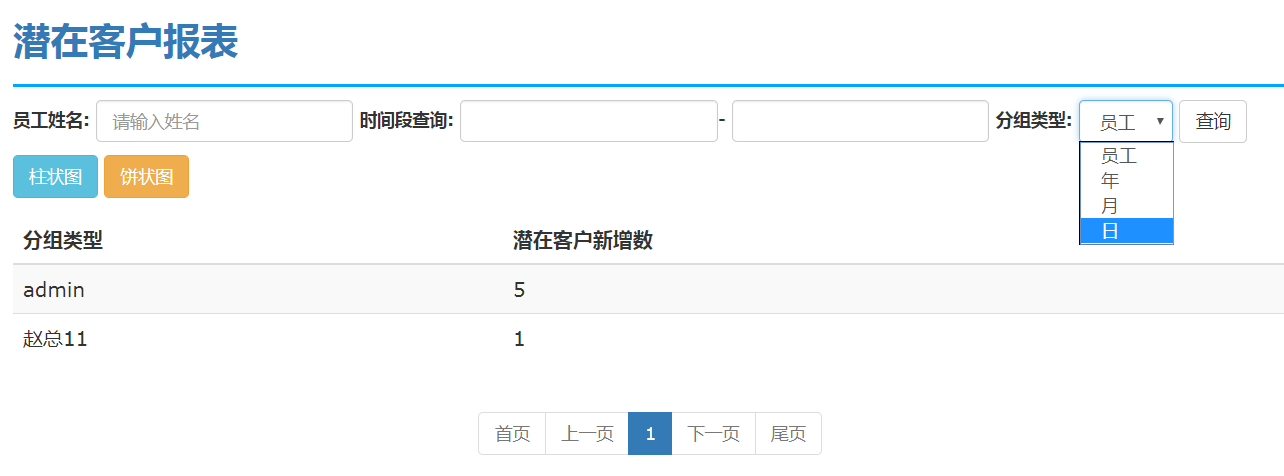 潜在客户报表
员工姓名: 请输入姓名 时间段查询: - 分组类型: 员工 查询
员工
年
月
日
柱状图 饼状图
分组类型 潜在客户新增数
admin 5
赵总11 1
首页 上一页 1 下一页 尾页